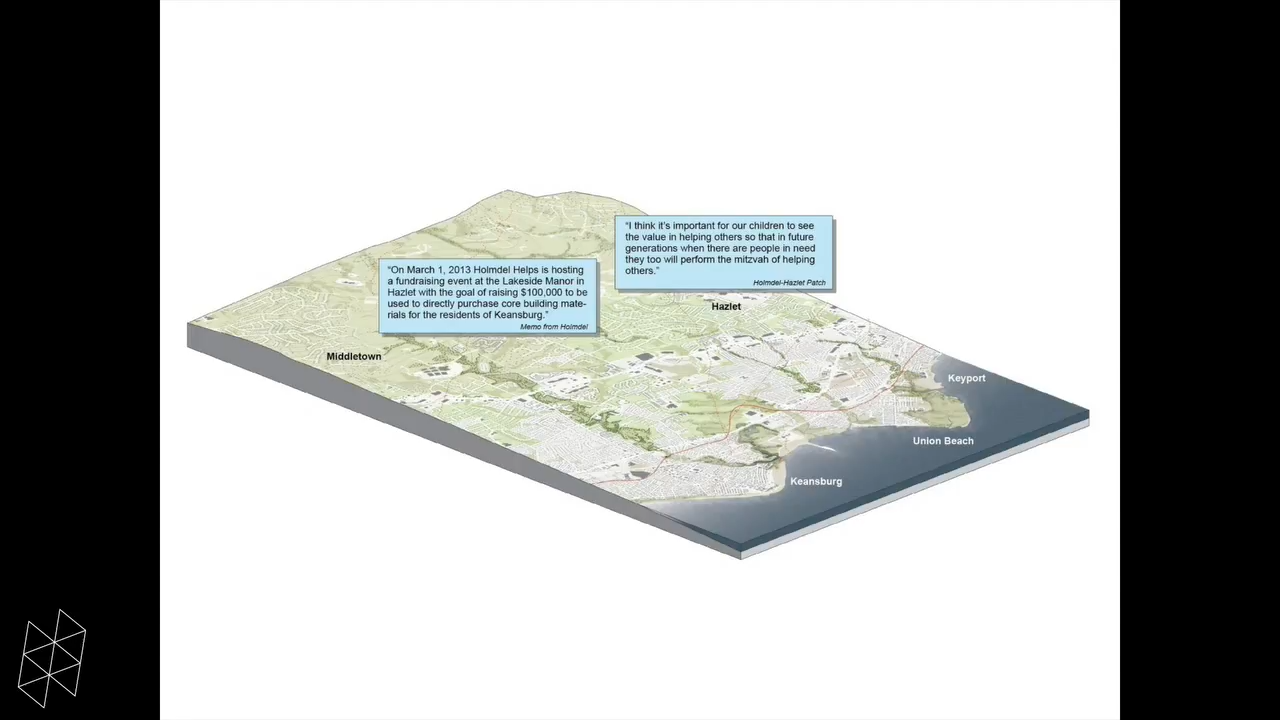 “I think it’s important for our children to see
the value in helping others so that in future
generations when there are people in need
they too will perform the mitzvah of helping
others.”
Holmdel-Hazlet Patch
“On March 1, 2013 Holmdel Helps is hosting
a fundraising event at the Lakeside Manor in
Hazlet with the goal of raising $100,000 to be
used to directly purchase core building mate-
rials for the residents of Keansburg.”
Memo from Holmdel
Hazlet
Middletown
Keyport
Union Beach
Keansburg